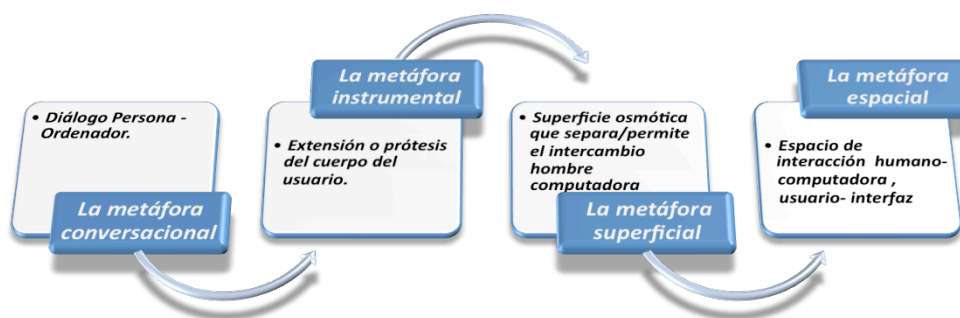 • Diálogo Persona -
Ordenador.
La metáfora
conversacional
La metáfora
instrumental
• Extensión o prótesis
del cuerpo del
usuario.
• Superficie osmótica
que separa/permite
el intercambio
hombre
computadora
La metáfora
superficial
La metáfora
espacial
• Espacio de
interacción humano-
computadora ,
usuario- interfaz